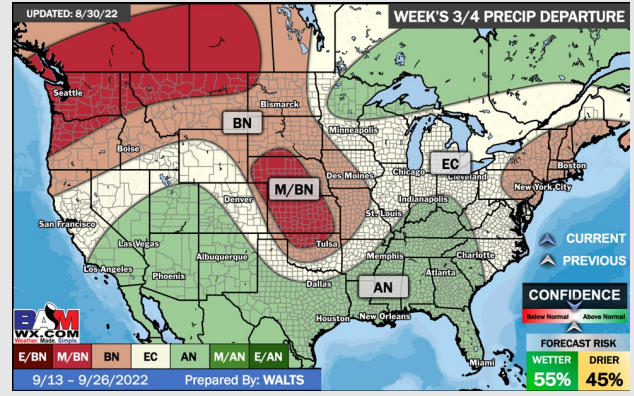 UPDATED: 8/30/22
WEEK'S 3/4 PRECIP DEPARTURE
Seattle
Bismarck
BN
Minneapolis
Boise
EC
Boston
Des Moines
Chicago
Cleveland
M/BN
New York City
Denver
Indianapolis
San Francisco
St. Louis
Las Vegas
Tulsa
CURRENT
Albuquerque
Memphis
Charlotte
PREVIOUS
Los Angeles
Phoenix
Atlanta
Dallas
AN
CONFIDENCE
BAM
WX.COM
Weather. Made. Simple.
Houston
New Orleans
Below Normal
Above Normal
FORECAST RISK
E/BN M/BN BN EC AN M/AN E/AN
Miami
WETTER
DRIER
9/13 – 9/26/2022
Prepared By: WALTS
55%
45%